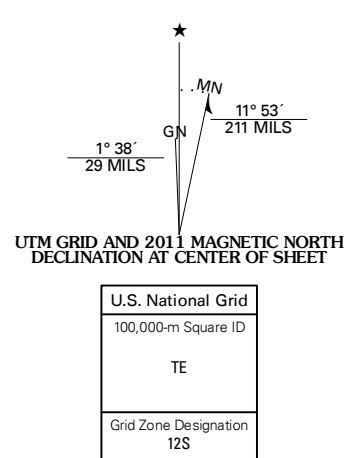 ★
MN
11° 53´
211 MILS
GN
1° 38´
29 MILS
UTM GRID AND 2011 MAGNETIC NORTH
DECLINATION AT CENTER OF SHEET
U.S. National Grid
100,000-m Square ID
TE
Grid Zone Designation
12S